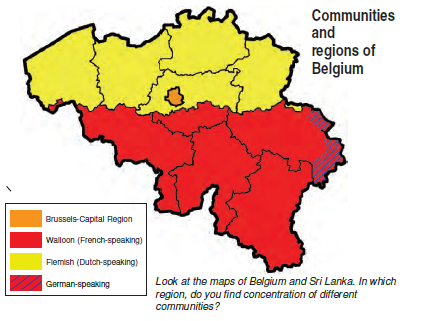 Communities
and
regions of
Belgium
Brussels-Capital Region
Walloon (French-speaking)
Flemish (Dutch-speaking)
German-speaking
Look at the maps of Belgium and Sri Lanka. In which
region, do you find concentration of different
communities?